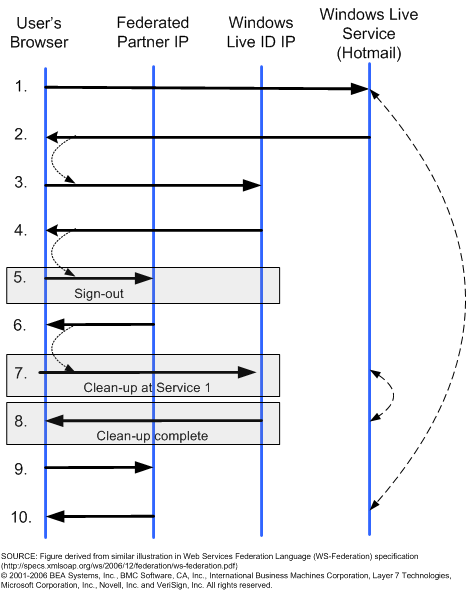 User's Browser
Federated Partner IP
Windows Live ID IP
Windows Live Service (Hotmail)
1.
2.
3.
4.
5.
Sign-out
6.
7.
Clean-up at Service 1
8.
Clean-up complete
9.
10.
SOURCE: Figure derived from similar illustration in Web Services Federation Language (WS-Federation) specification
(http://specs.xmlsoap.org/ws/2006/12/federation/ws-federation.pdf)
© 2001-2006 BEA Systems, Inc., BMC Software, CA, Inc., International Business Machines Corporation, Layer 7 Technologies,
Microsoft Corporation, Inc., Novell, Inc. and VeriSign, Inc. All rights reserved.